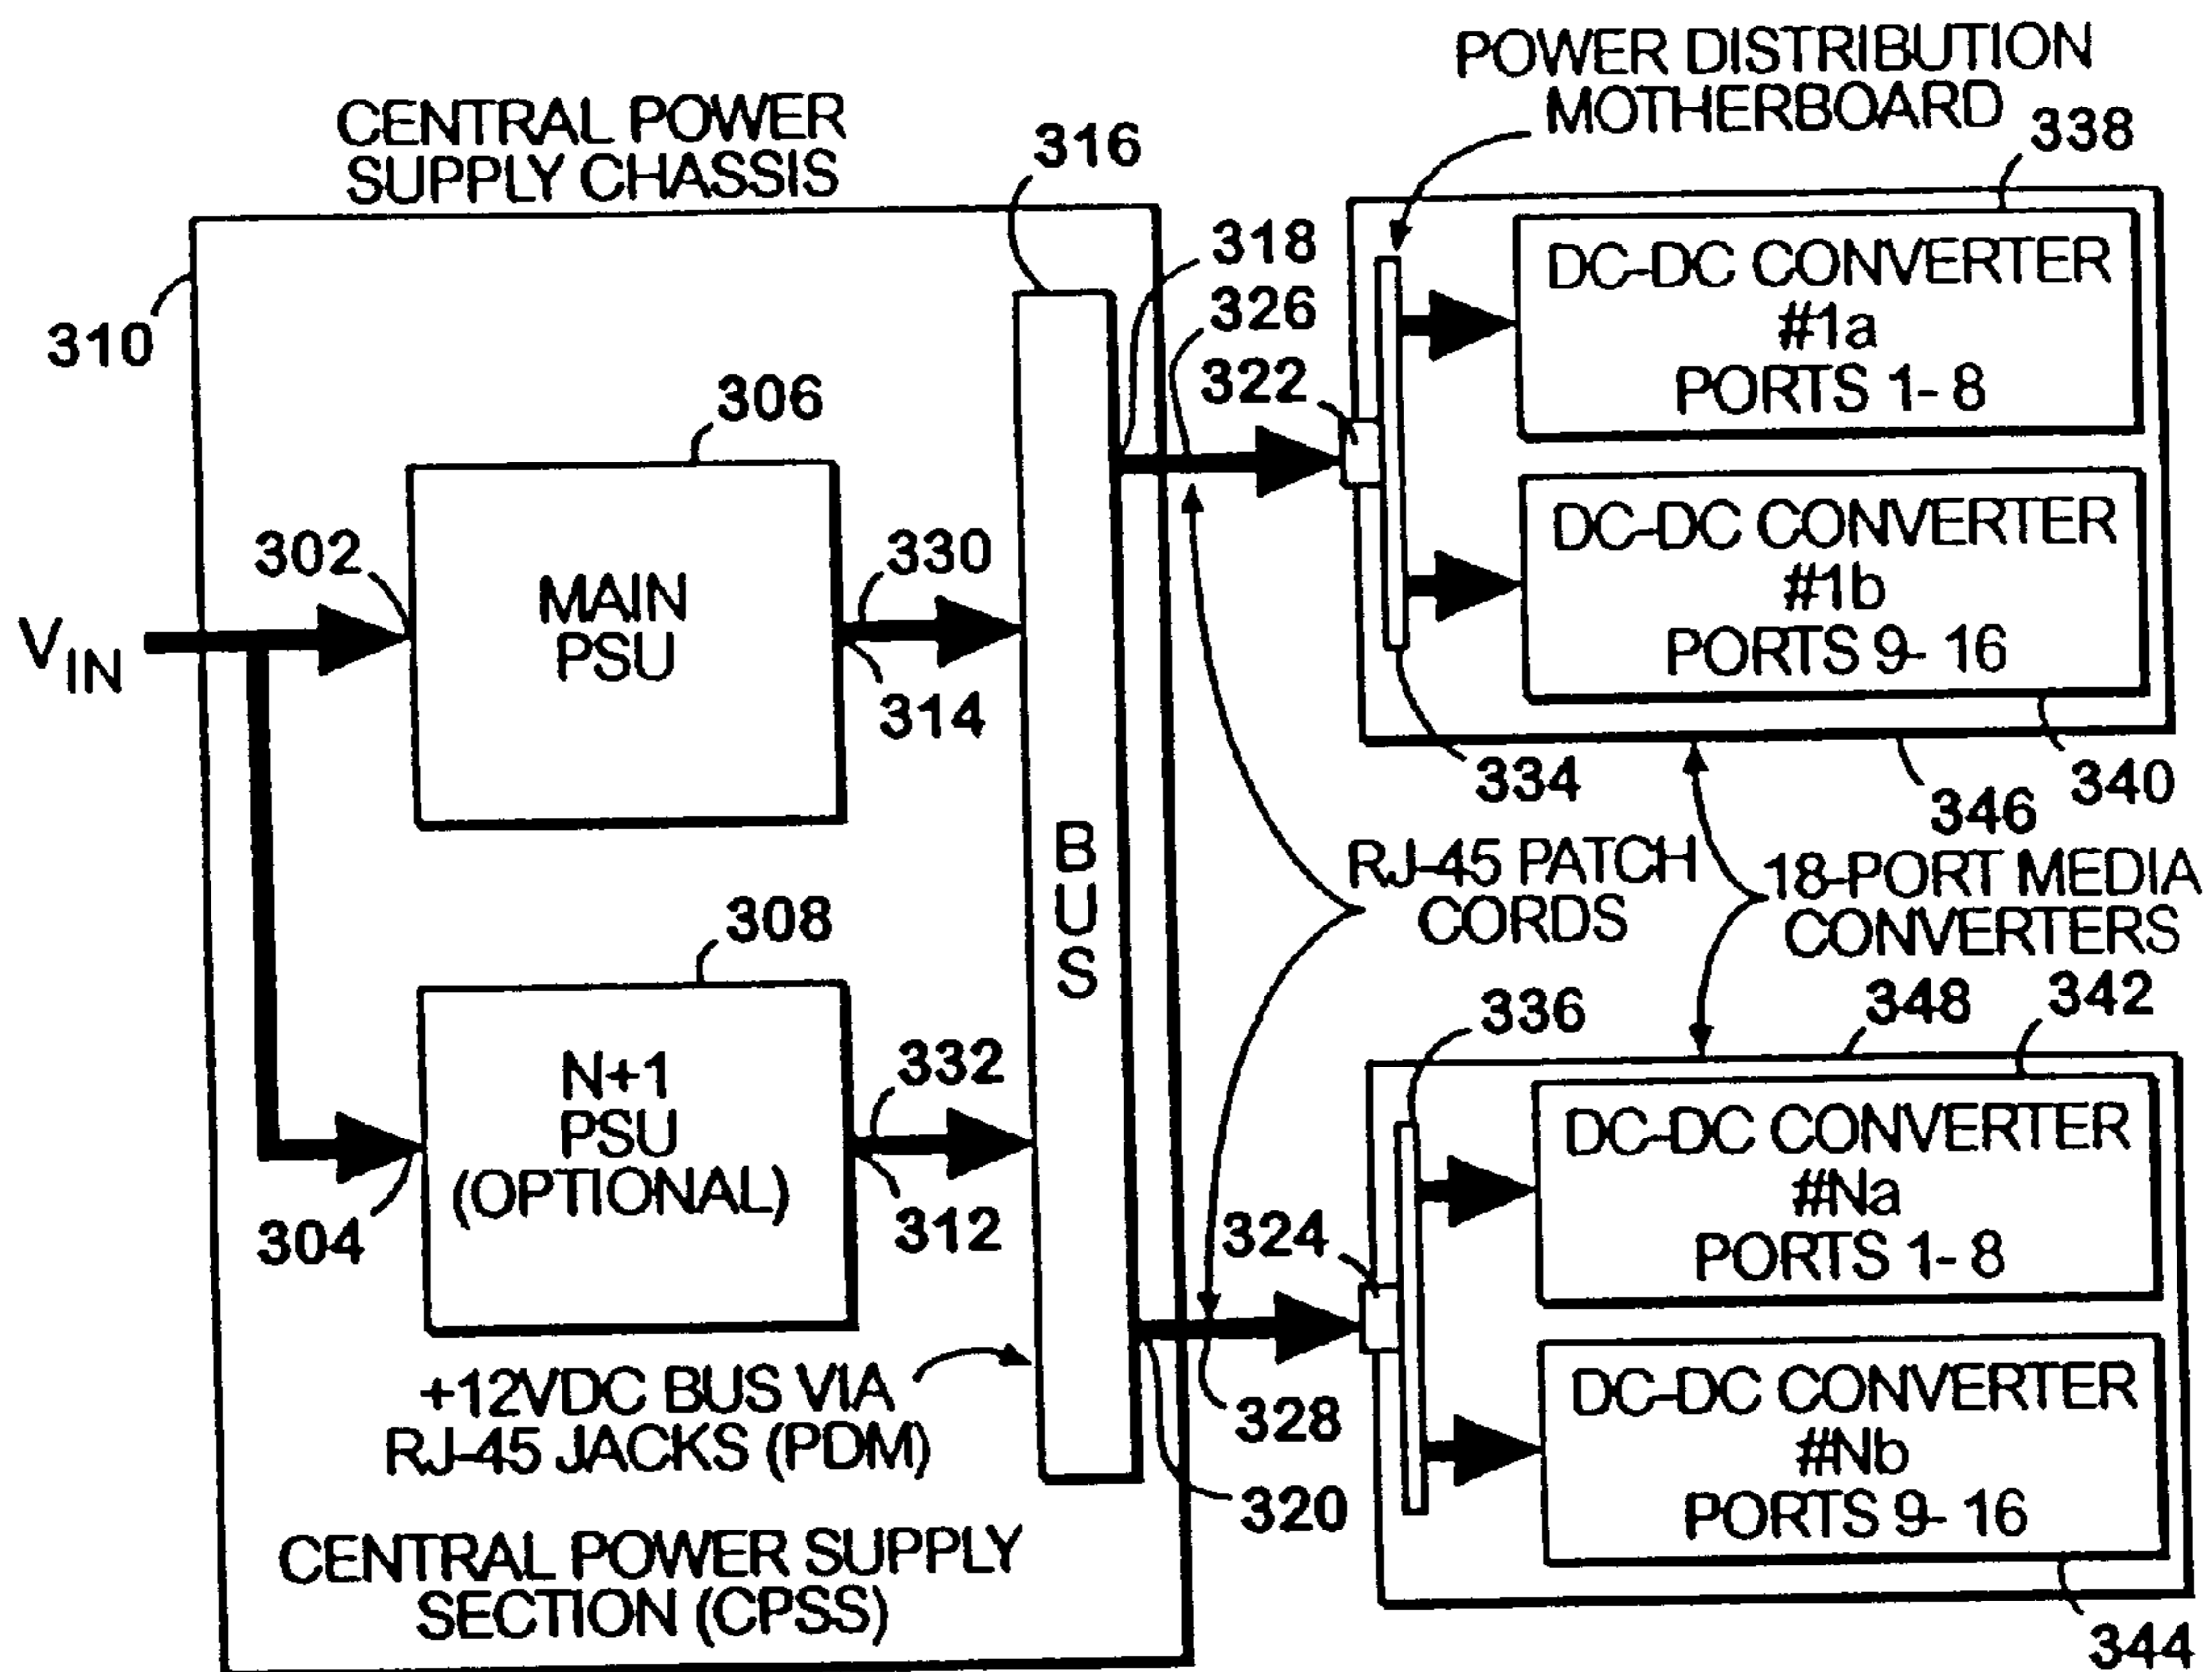 POWER DISTRIBUTION
MOTHERBOARD
338
CENTRAL POWER
SUPPLY CHASSIS
316
310
318
326
322
DC-DC CONVERTER
#1a
PORTS 1- 8
306
302
330
MAIN
PSU
314
VIN
DC-DC CONVERTER
#1b
PORTS 9- 16
334
340
346
BUS
RJ-45 PATCH
CORDS
18-PORT MEDIA
CONVERTERS
308
336
348
342
332
N+1
PSU
(OPTIONAL)
304
312
324
DC-DC CONVERTER
#Na
PORTS 1- 8
+12VDC BUS VIA
RJ-45 JACKS (PDM)
328
320
DC-DC CONVERTER
#Nb
PORTS 9- 16
CENTRAL POWER SUPPLY
SECTION (CPSS)
344